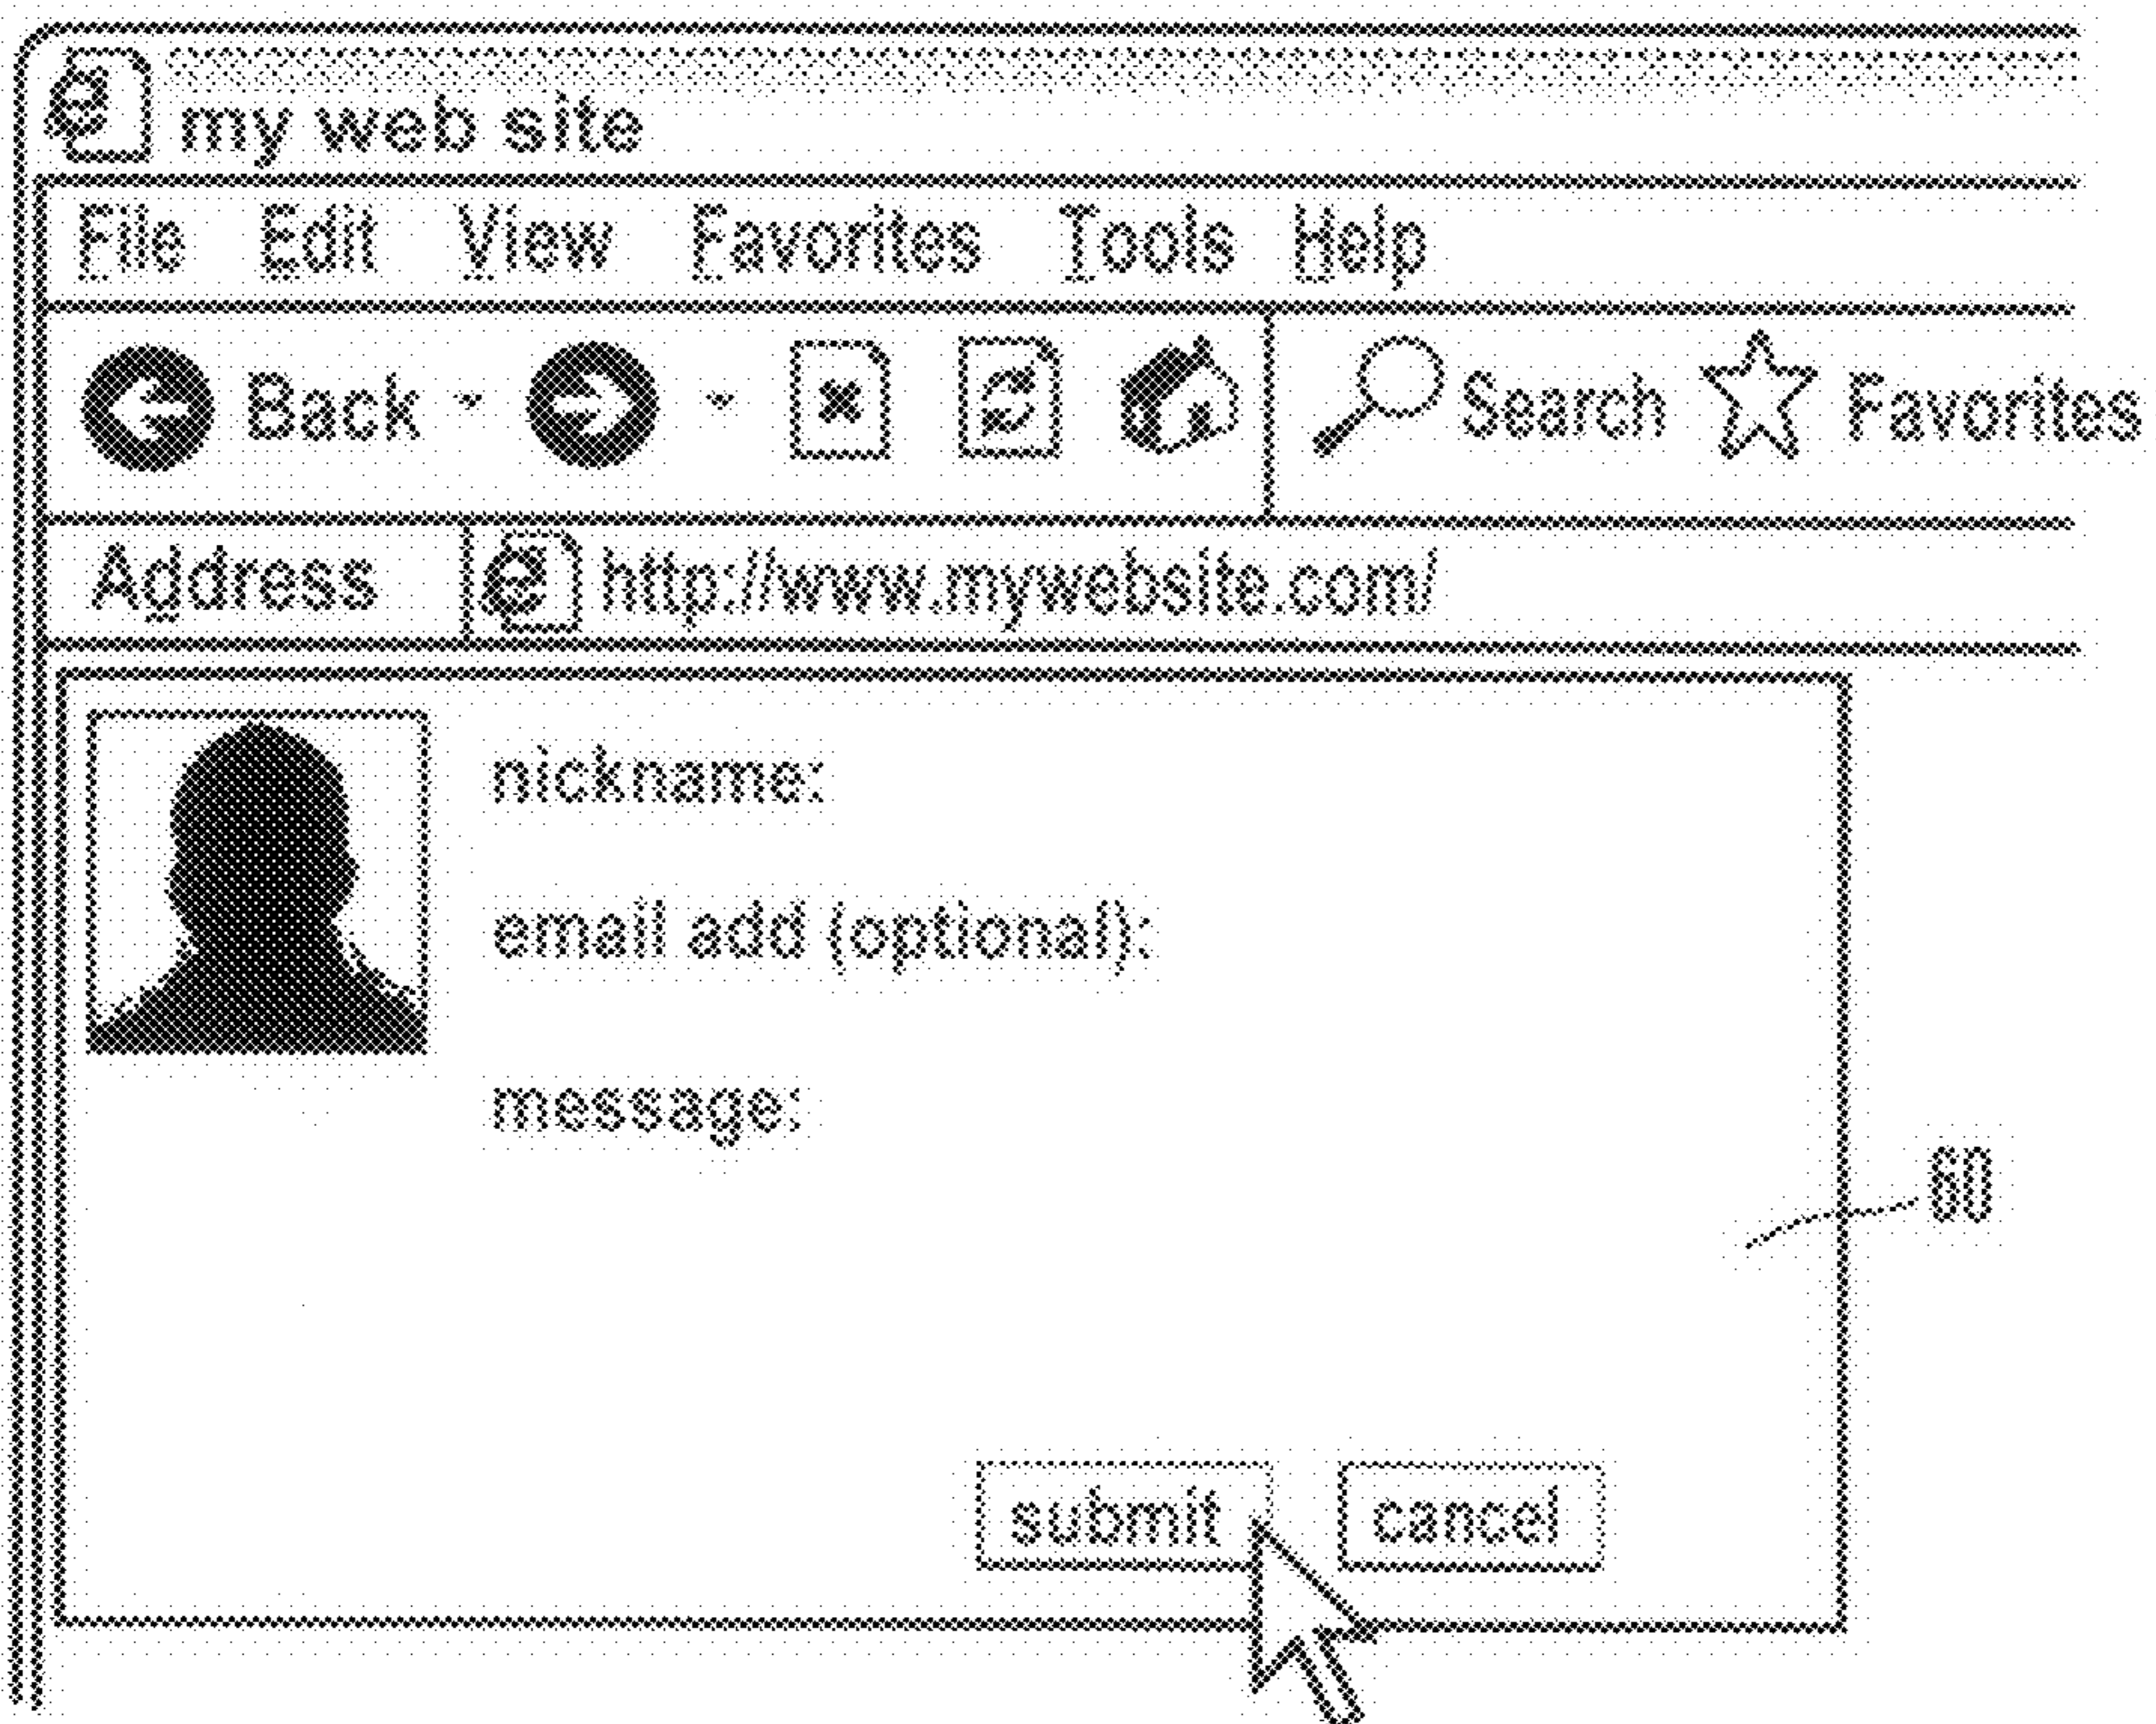 my web site
File Edit View Favorites Tools Help
Back Search Favorites
Address http://www.mywebsite.com/
nickname:
email add (optional):
message:
60
submit cancel